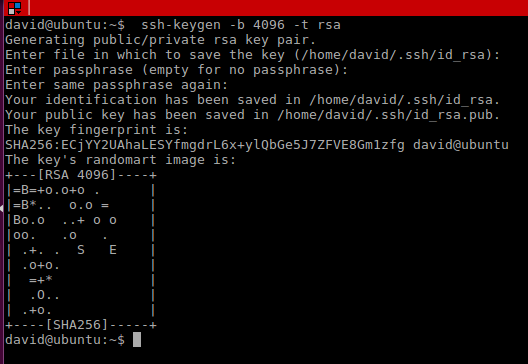 david@ubuntu:~$  ssh-keygen -b 4096 -t rsa
Generating public/private rsa key pair.
Enter file in which to save the key (/home/david/.ssh/id_rsa):
Enter passphrase (empty for no passphrase):
Enter same passphrase again:
Your identification has been saved in /home/david/.ssh/id_rsa.
Your public key has been saved in /home/david/.ssh/id_rsa.pub.
The key fingerprint is:
SHA256:ECjYY2UAhaLESYfmgdrL6x+ylQbGe5J7ZFVE8Gm1zfg david@ubuntu
The key's randomart image is:
+---[RSA 4096]----+
|=B=+o.o+o .      |
|=B*..  o.o =     |
|Bo.o  ..+ o o    |
|oo.   .o   .     |
| .+. .  S   E    |
| .o+o.           |
|  =+*            |
|  .O..           |
| .+o.            |
+----[SHA256]-----+
david@ubuntu:~$